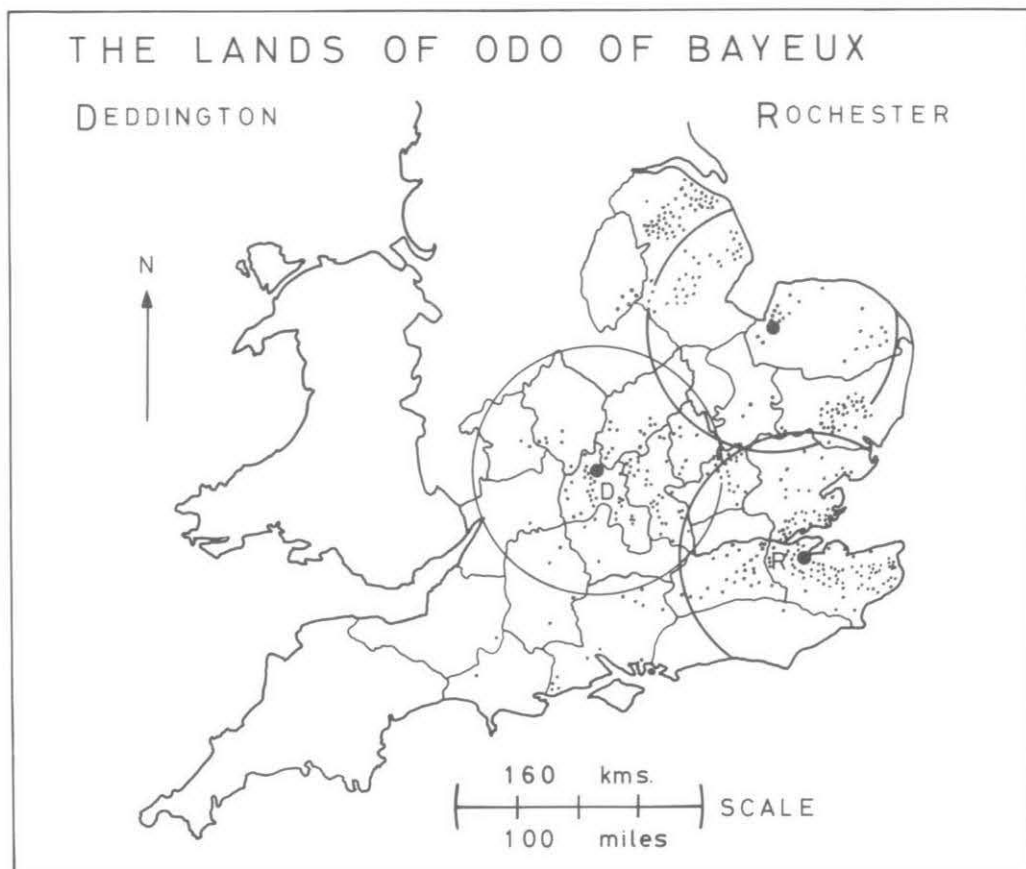 THE LANDS OF ODO OF BAYEUX
DEDDINGTON
ROCHESTER
N
D
R
160 kms.
SCALE
100 miles